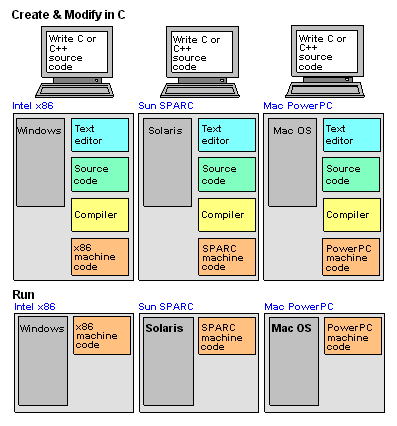 Create & Modify in C
Write C or
C++
source
code
Write C or
C++
source
code
Write C or
C++
source
code
Intel x86
Sun SPARC
Mac PowerPC
Windows
Text
editor
Source
code
Compiler
x86
machine
code
Solaris
Text
editor
Source
code
Compiler
SPARC
machine
code
Mac OS
Text
editor
Source
code
Compiler
PowerPC
machine
code
Run
Intel x86
Sun SPARC
Mac PowerPC
Windows
x86
machine
code
Solaris
SPARC
machine
code
Mac OS
PowerPC
machine
code